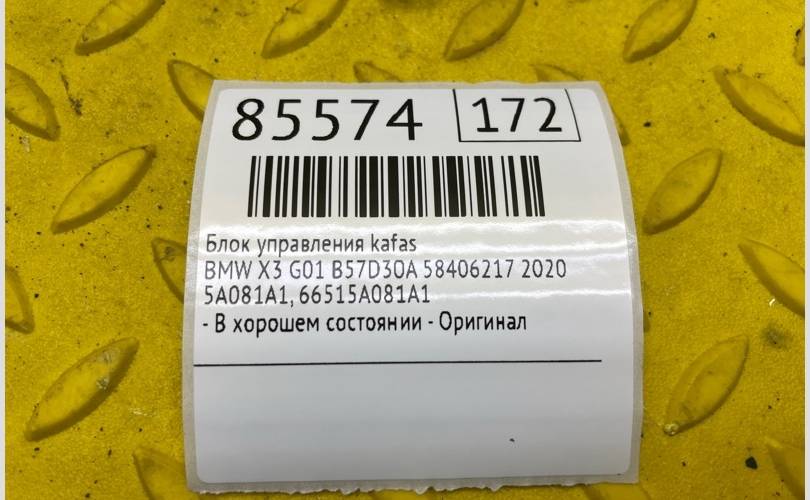 85574 172
Блок управления kafas
BMW X3 G01 B57D30A 58406217 2020
5A081A1, 66515A081A1
- В хорошем состоянии - Оригинал